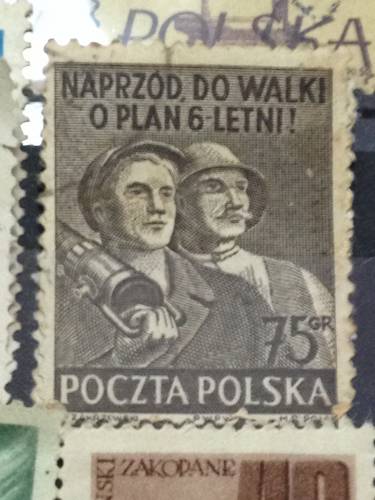 POLSKA
NAPRZÓD, DO WALKI
O PLAN 6-LETNI!
75 GR
POCZTA POLSKA
ZAKOPANE